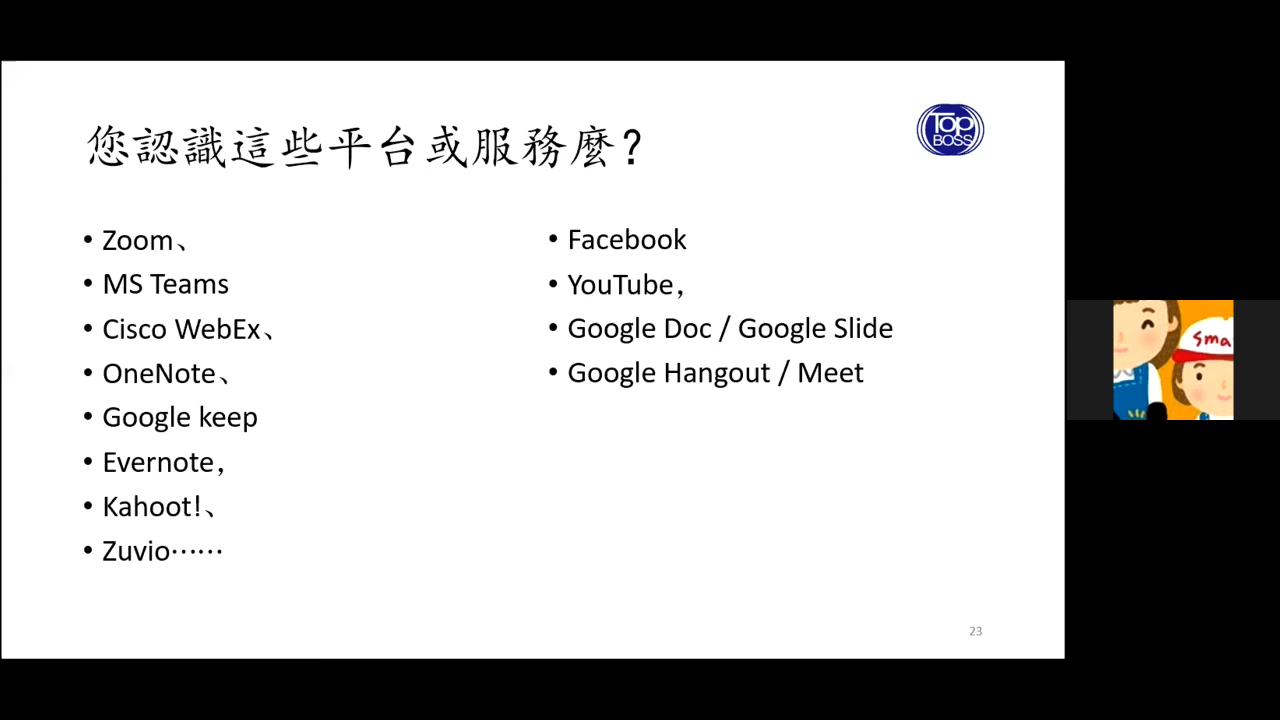 您認識這些平台或服務麼？
Top
BOSS
• Zoom、
• MS Teams
• Cisco WebEx、
• OneNote、
• Google keep
• Evernote，
• Kahoot!、
• Zuvio……
• Facebook
• YouTube，
• Google Doc / Google Slide
• Google Hangout / Meet
sma
23